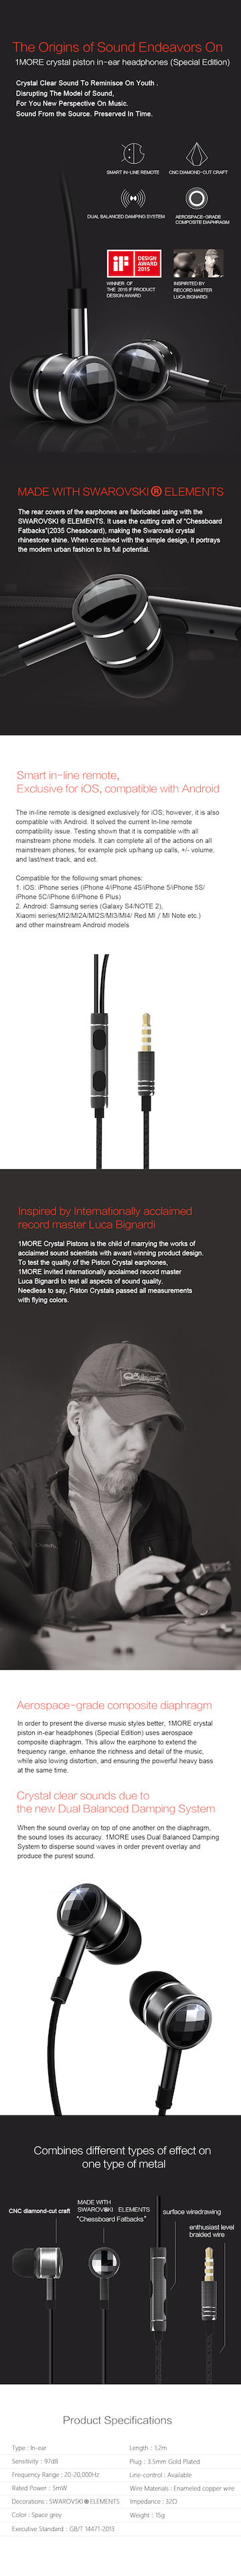 The Origins of Sound Endeavors On
1MORE crystal piston in-ear headphones (Special Edition)
Crystal Clear Sound To Reminisce On Youth .
Disrupting The Model of Sound,
For You New Perspective On Music.
Sound From the Source. Preserved In Time.
SMART IN-LINE REMOTE
CNC DIAMOND-CUT CRAFT
DUAL BALANCED DAMPING SYSTEM
AEROSPACE-GRADE
COMPOSITE DIAPHRAGM
iF
DESIGN
AWARD
2015
WINNER OF
THE 2015 IF PRODUCT
DESIGN AWARD
INSPIRITED BY
RECORD MASTER
LUCA BIGNARDI
MADE WITH SWAROVSKI ® ELEMENTS
The rear covers of the earphones are fabricated using with the
SWAROVSKI ® ELEMENTS. It uses the cutting craft of "Chessboard
Fatbacks"(2035 Chessboard), making the Swarovski crystal
rhinestone shine. When combined with the simple design, it portrays
the modern urban fashion to its full potential.
Smart in-line remote,
Exclusive for iOS, compatible with Android
The in-line remote is designed exclusively for iOS; however, it is also
compatible with Android. It solved the current In-line remote
compatibility issue. Testing shown that it is compatible with all
mainstream phone models. It can complete all of the actions on all
mainstream phones, for example pick up/hang up calls, +/- volume,
and last/next track, and ect.
Compatible for the following smart phones:
1. iOS: iPhone series (iPhone 4/iPhone 4S/iPhone 5/iPhone 5S/
iPhone 5C/iPhone 6/iPhone 6 Plus)
2. Android: Samsung series (Galaxy S4/NOTE 2),
Xiaomi series(MI2/MI2A/MI2S/MI3/MI4/ Red MI / MI Note etc.)
and other mainstream Android models
Inspired by Internationally acclaimed
record master Luca Bignardi
1MORE Crystal Pistons is the child of marrying the works of
acclaimed sound scientists with award winning product design.
To test the quality of the Piston Crystal earphones,
1MORE invited internationally acclaimed record master
Luca Bignardi to test all aspects of sound quality.
Needless to say, Piston Crystals passed all measurements
with flying colors.
Aerospace-grade composite diaphragm
In order to present the diverse music styles better, 1MORE crystal
piston in-ear headphones (Special Edition) uses aerospace
composite diaphragm. This allow the earphone to extend the
frequency range, enhance the richness and detail of the music,
while also lowing distortion, and ensuring the powerful heavy bass
at the same time.
Crystal clear sounds due to
the new Dual Balanced Damping System
When the sound overlay on top of one another on the diaphragm,
the sound loses its accuracy. 1MORE uses Dual Balanced Damping
System to disperse sound waves in order prevent overlay and
produce the purest sound.
Combines different types of effect on
one type of metal
CNC diamond-cut craft
MADE WITH
SWAROVSKI ® ELEMENTS
"Chessboard Fatbacks"
surface wiredrawing
enthusiast level
braided wire
Product Specifications
Type : In-ear
Length : 1.2m
Sensitivity : 97dB
Plug : 3.5mm Gold Plated
Frequency Range : 20-20,000Hz
Line-control : Available
Rated Power : 5mW
Wire Materials : Enameled copper wire
Decorations : SWAROVSKI ® ELEMENTS
Impedance : 32Ω
Color : Space grey
Weight : 15g
Executive Standard : GB/T 14471-2013